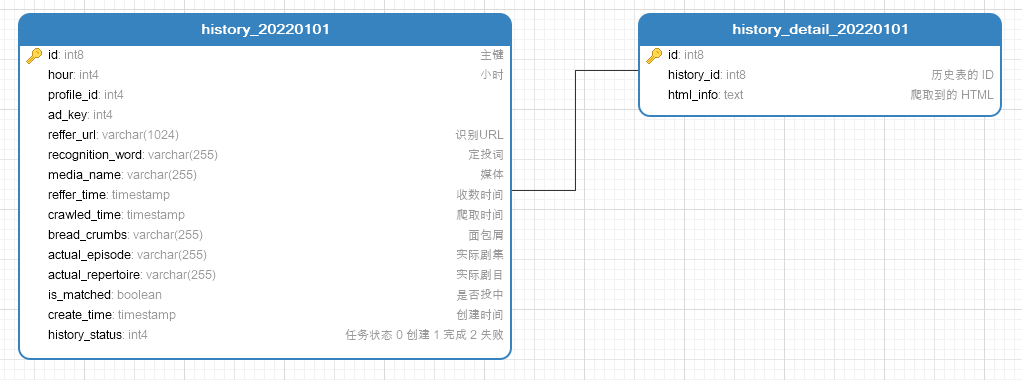 history_20220101
id: int8 主键
hour: int4 小时
profile_id: int4
ad_key: int4
reffer_url: varchar(1024) 识别URL
recognition_word: varchar(255) 定投词
media_name: varchar(255) 媒体
reffer_time: timestamp 收数时间
crawled_time: timestamp 爬取时间
bread_crumbs: varchar(255) 面包屑
actual_episode: varchar(255) 实际剧集
actual_repertoire: varchar(255) 实际剧目
is_matched: boolean 是否投中
create_time: timestamp 创建时间
history_status: int4 任务状态 0 创建 1 完成 2 失败
history_detail_20220101
id: int8
history_id: int8 历史表的 ID
html_info: text 爬取到的 HTML